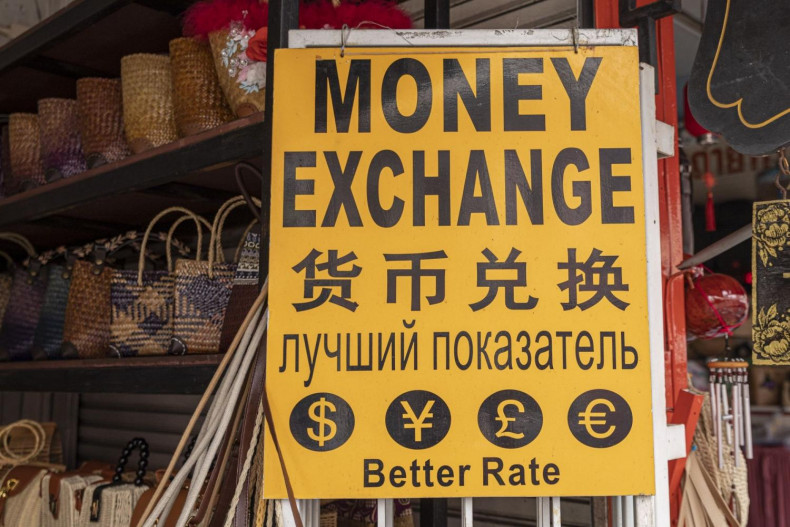 MONEY
EXCHANGE
货币兑换
лучший показатель
$ ¥ £ €
Better Rate